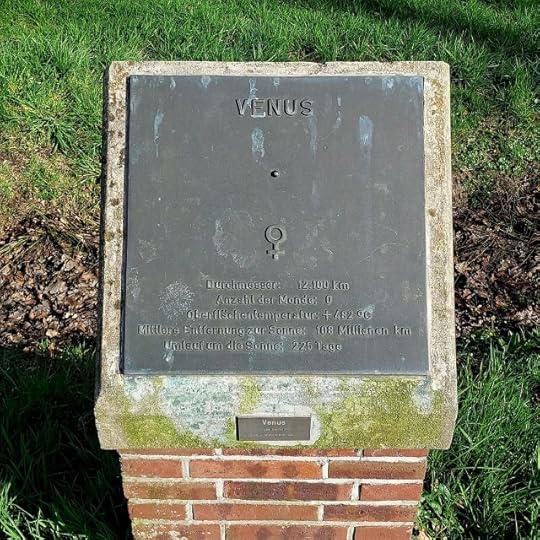 VENUS
Durchmesser: 12.100 km
Anzahl der Monde: 0
Oberflächentemperatur: + 482 °C
Mittlere Entfernung zur Sonne: 108 Millionen km
Umlauf um die Sonne: 225 Tage
Venus